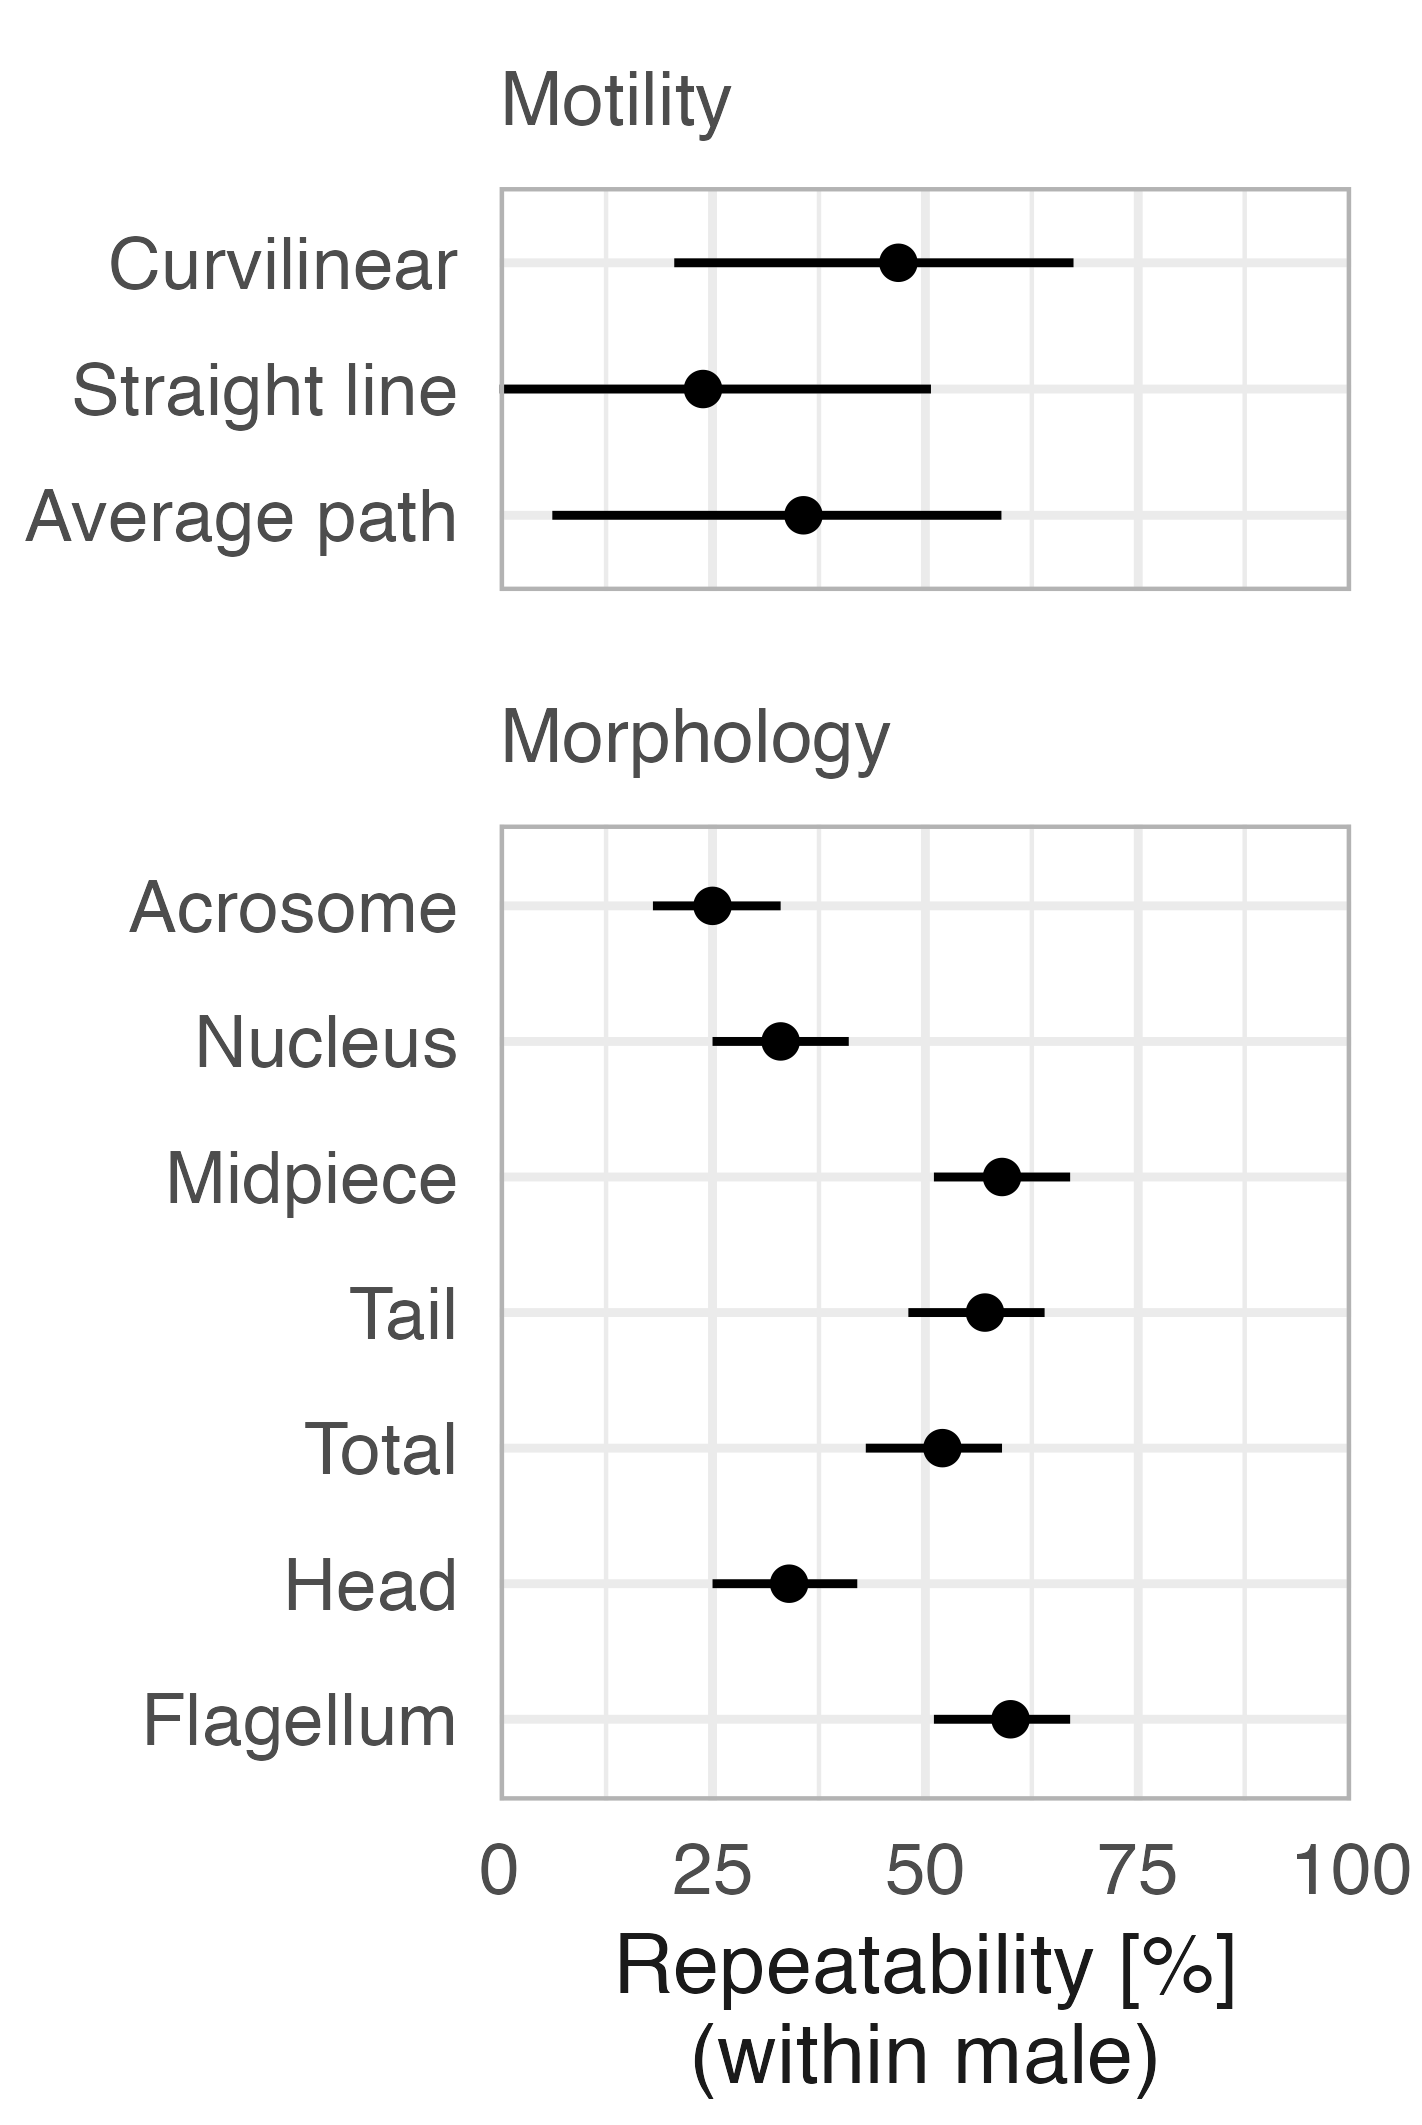 Motility
Curvilinear
Straight line
Average path
Morphology
Acrosome
Nucleus
Midpiece
Tail
Total
Head
Flagellum
0 25 50 75 100
Repeatability [%]
(within male)